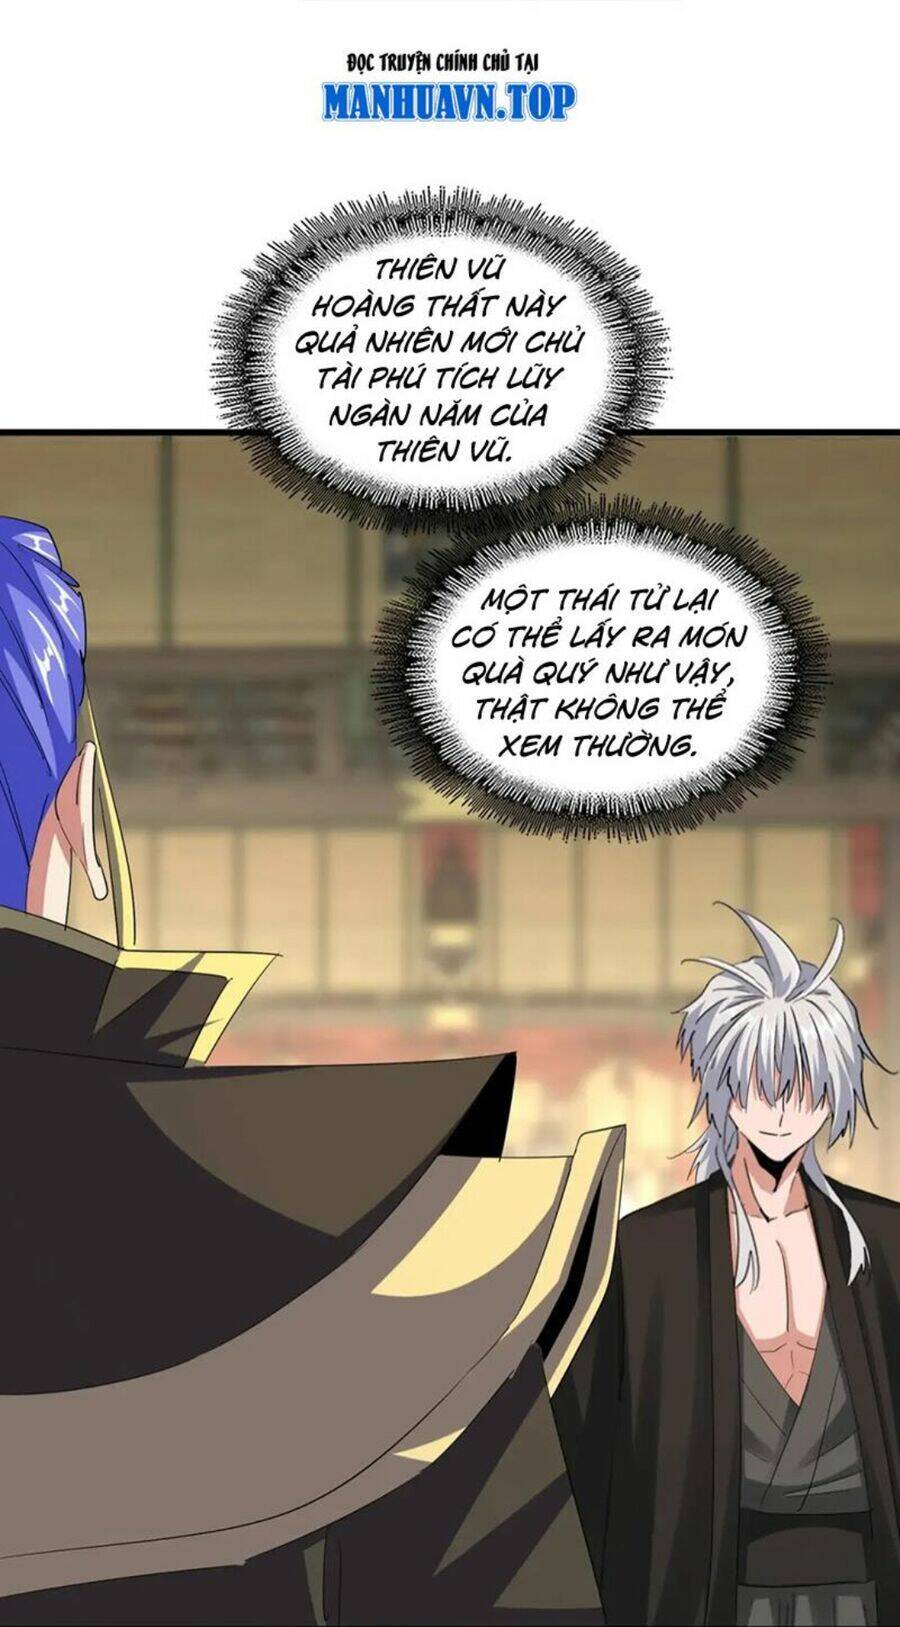 ĐỌC TRUYỆN CHÍNH CHỦ TẠI
MANHUAVN.TOP
THIÊN VŨ
HOÀNG THẤT NÀY
QUẢ NHIÊN MỚI CHỦ
TÀI PHÚ TÍCH LŨY
NGÀN NĂM CỦA
THIÊN VŨ.
MỘT THÁI TỬ LẠI
CÓ THỂ LẤY RA MÓN
QUÀ QUÝ NHƯ VẬY,
THẬT KHÔNG THỂ
XEM THƯỜNG.